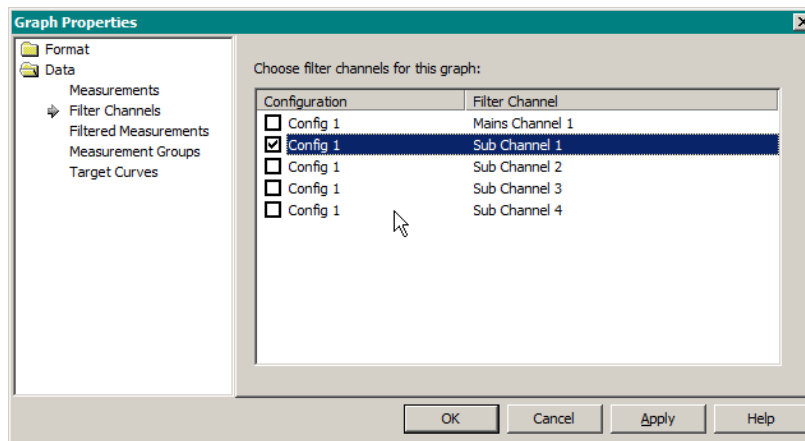 Graph Properties
Format
Data
Measurements
Filter Channels
Filtered Measurements
Measurement Groups
Target Curves
Choose filter channels for this graph:
Configuration Filter Channel
Config 1 Mains Channel 1
Config 1 Sub Channel 1
Config 1 Sub Channel 2
Config 1 Sub Channel 3
Config 1 Sub Channel 4
OK Cancel Apply Help